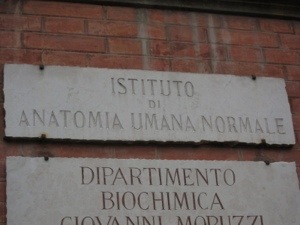 ISTITUTO
DI
ANATOMIA UMANA NORMALE
DIPARTIMENTO
BIOCHIMICA
GIOVANNI MORUZZI